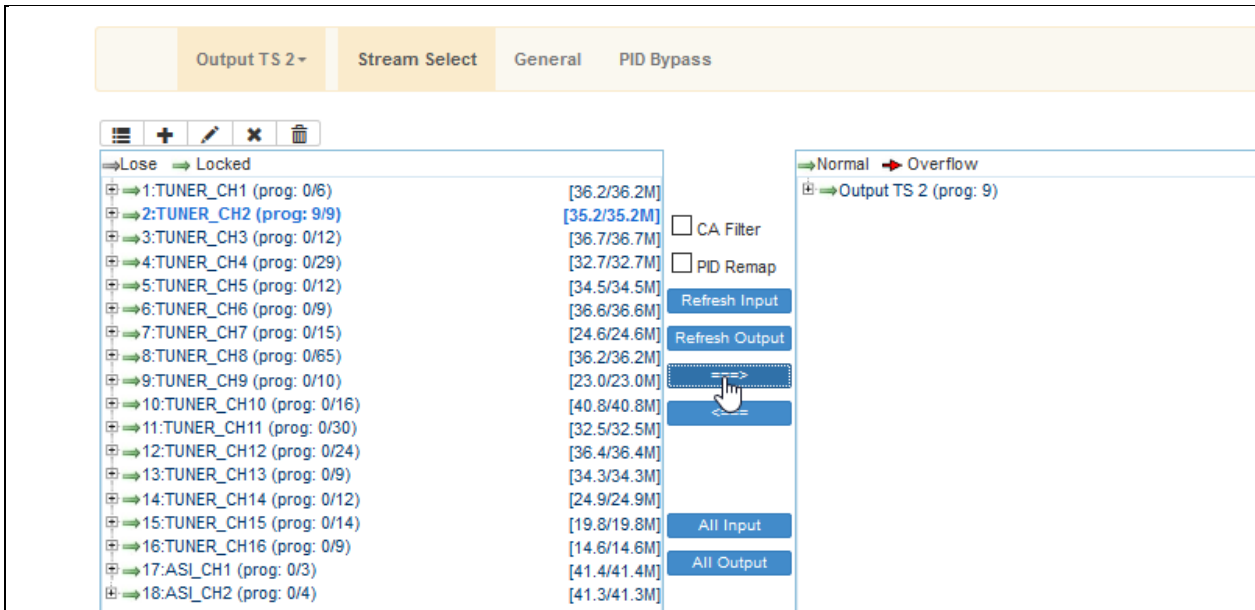 Output TS 2 Stream Select General PID Bypass
Lose Locked
1:TUNER_CH1 (prog: 0/6) [36.2/36.2M]
2:TUNER_CH2 (prog: 9/9) [35.2/35.2M]
3:TUNER_CH3 (prog: 0/12) [36.7/36.7M]
4:TUNER_CH4 (prog: 0/29) [32.7/32.7M]
5:TUNER_CH5 (prog: 0/12) [34.5/34.5M]
6:TUNER_CH6 (prog: 0/9) [36.6/36.6M]
7:TUNER_CH7 (prog: 0/15) [24.6/24.6M]
8:TUNER_CH8 (prog: 0/65) [36.2/36.2M]
9:TUNER_CH9 (prog: 0/10) [23.0/23.0M]
10:TUNER_CH10 (prog: 0/16) [40.8/40.8M]
11:TUNER_CH11 (prog: 0/30) [32.5/32.5M]
12:TUNER_CH12 (prog: 0/24) [36.4/36.4M]
13:TUNER_CH13 (prog: 0/9) [34.3/34.3M]
14:TUNER_CH14 (prog: 0/12) [24.9/24.9M]
15:TUNER_CH15 (prog: 0/14) [19.8/19.8M]
16:TUNER_CH16 (prog: 0/9) [14.6/14.6M]
17:ASI_CH1 (prog: 0/3) [41.4/41.4M]
18:ASI_CH2 (prog: 0/4) [41.3/41.3M]
CA Filter
PID Remap
Refresh Input
Refresh Output
===>
<===
All Input
All Output
Normal Overflow
Output TS 2 (prog: 9)